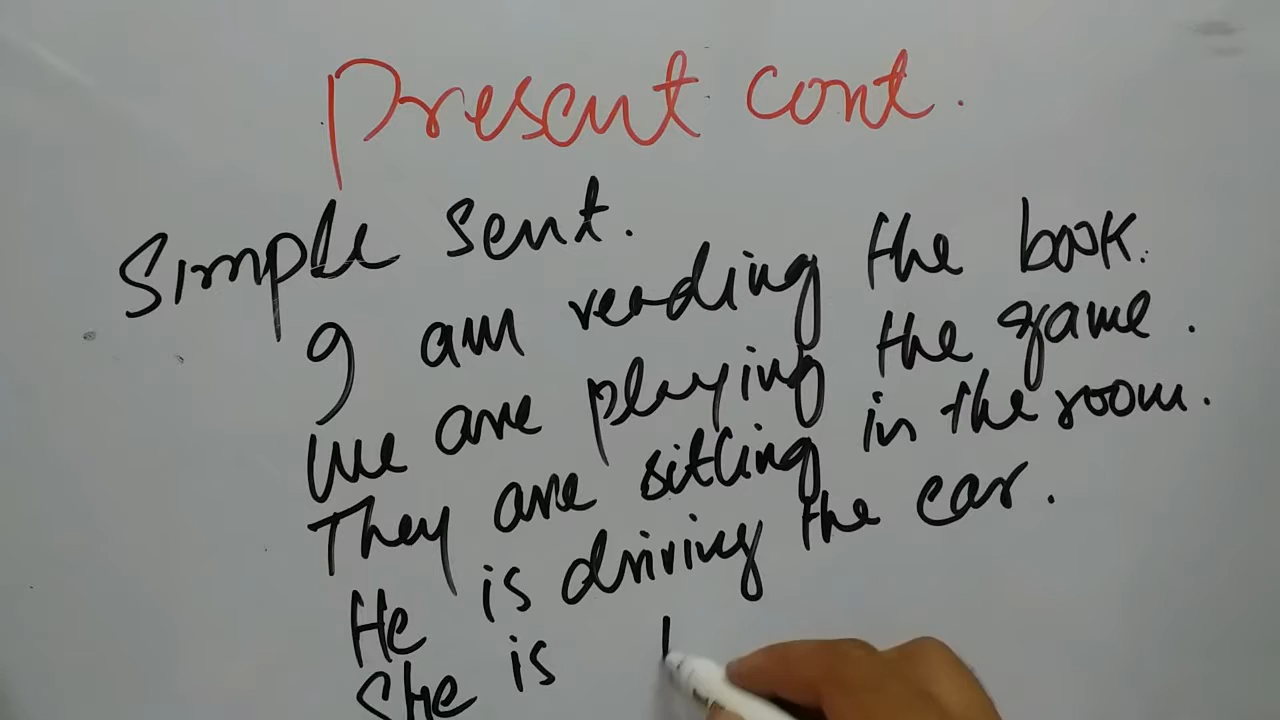 Present cont.
Simple sent.
I am reading the book.
We are playing the game.
They are sitting in the room.
He is driving the car.
She is